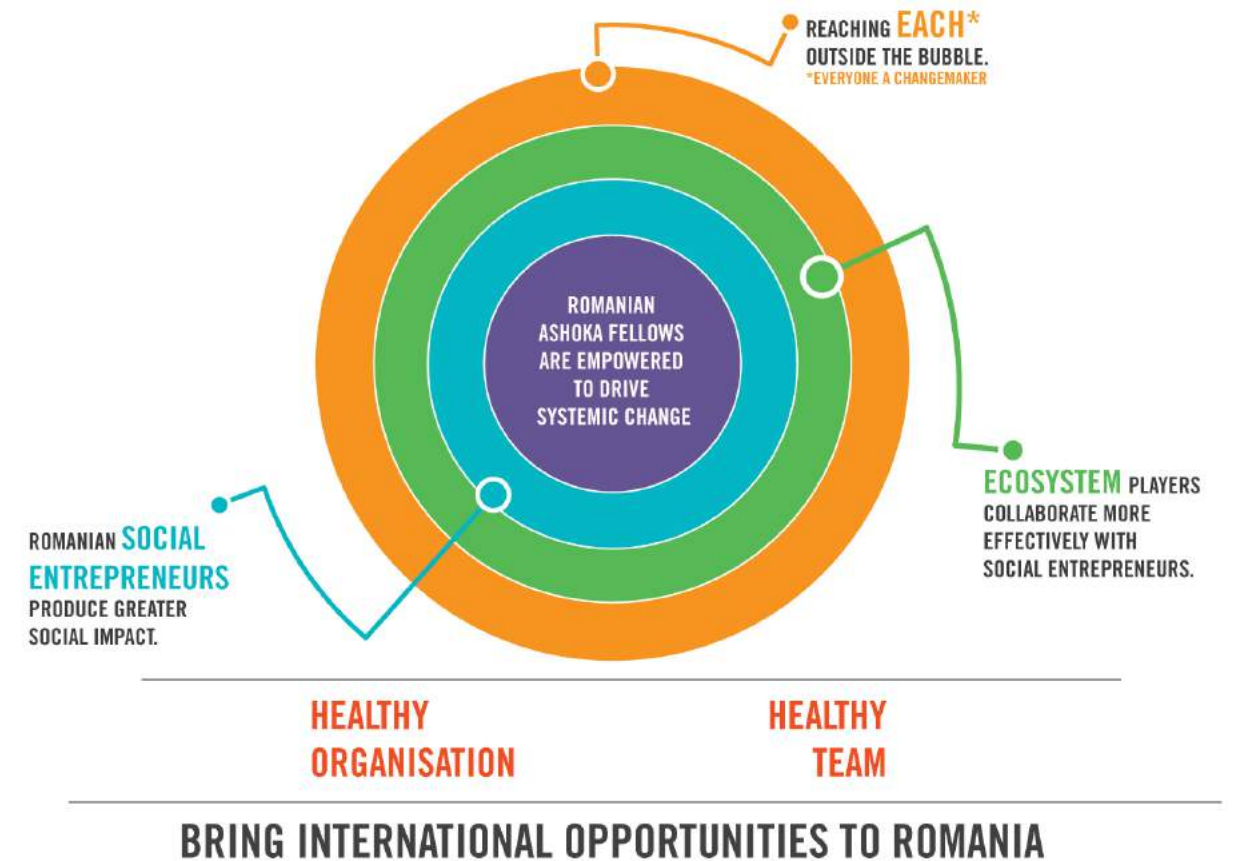 REACHING EACH*
OUTSIDE THE BUBBLE.
*EVERYONE A CHANGEMAKER
ROMANIAN
ASHOKA FELLOWS
ARE EMPOWERED
TO DRIVE
SYSTEMIC CHANGE
ECOSYSTEM PLAYERS
COLLABORATE MORE
EFFECTIVELY WITH
SOCIAL ENTREPRENEURS.
ROMANIAN SOCIAL
ENTREPRENEURS
PRODUCE GREATER
SOCIAL IMPACT.
HEALTHY
ORGANISATION
HEALTHY
TEAM
BRING INTERNATIONAL OPPORTUNITIES TO ROMANIA